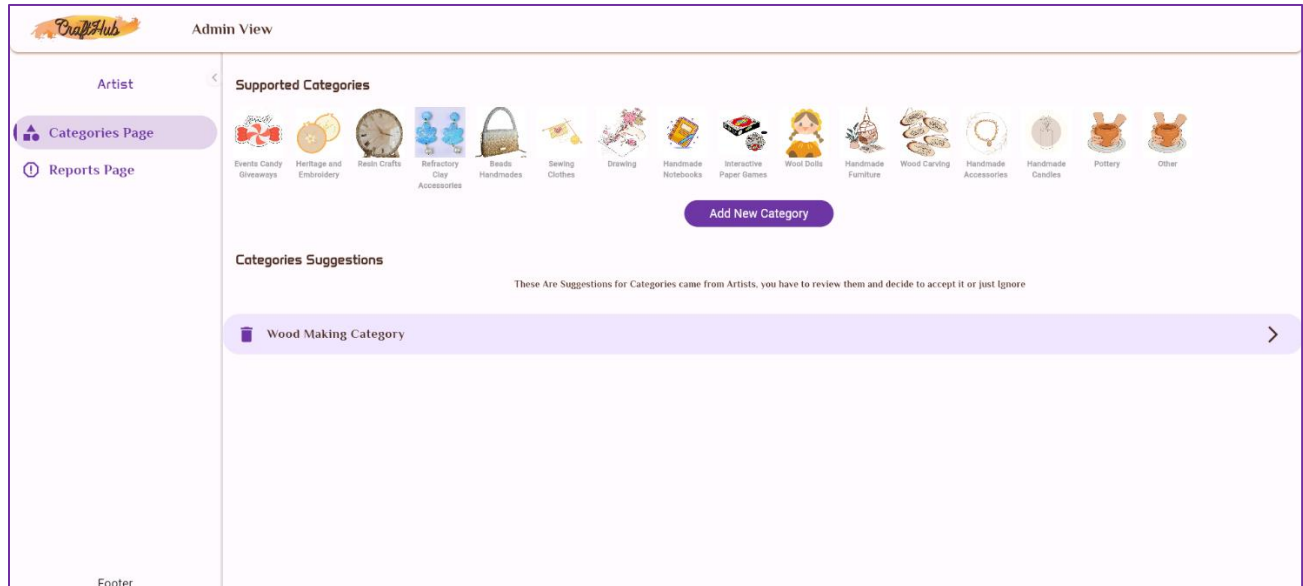 CraftHub
Admin View
Artist
Categories Page
Reports Page
Supported Categories
Events Candy
Giveaways
Heritage and
Embroidery
Resin Crafts
Refractory
Clay
Accessories
Beads
Handmades
Sewing
Clothes
Drawing
Handmade
Notebooks
Interactive
Paper Games
Wool Dolls
Handmade
Furniture
Wood Carving
Handmade
Accessories
Handmade
Candles
Pottery
Other
Add New Category
Categories Suggestions
These Are Suggestions for Categories came from Artists, you have to review them and decide to accept it or just Ignore
Wood Making Category
Footer